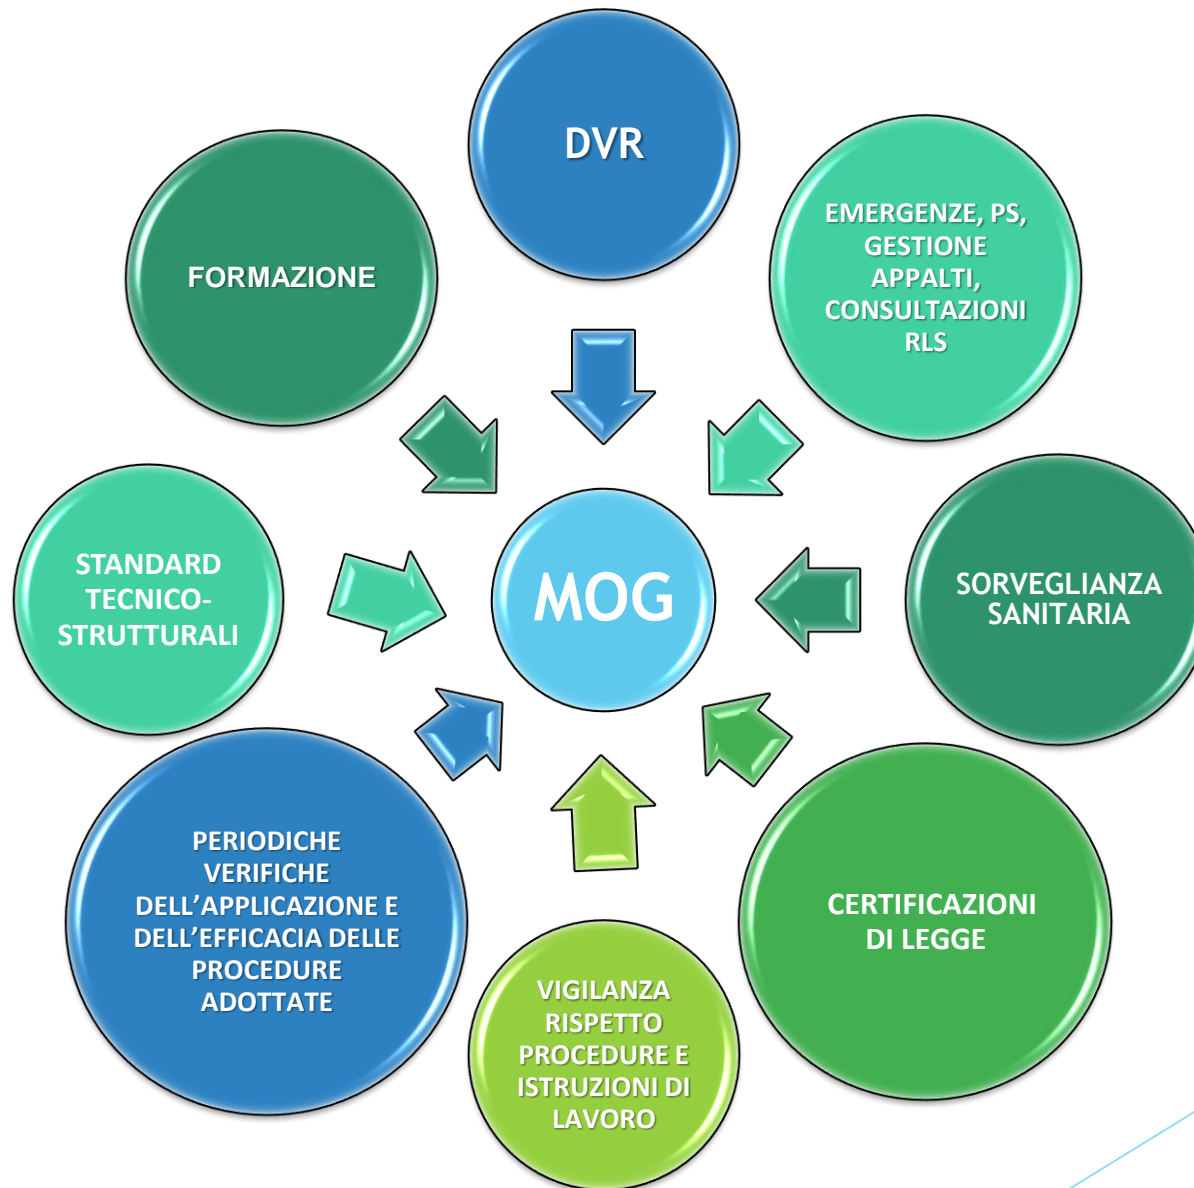 DVR
EMERGENZE, PS,
GESTIONE
APPALTI,
CONSULTAZIONI
RLS
FORMAZIONE
STANDARD
TECNICO-
STRUTTURALI
MOG
SORVEGLIANZA
SANITARIA
PERIODICHE
VERIFICHE
DELL’APPLICAZIONE E
DELL’EFFICACIA DELLE
PROCEDURE
ADOTTATE
CERTIFICAZIONI
DI LEGGE
VIGILANZA
RISPETTO
PROCEDURE E
ISTRUZIONI DI
LAVORO